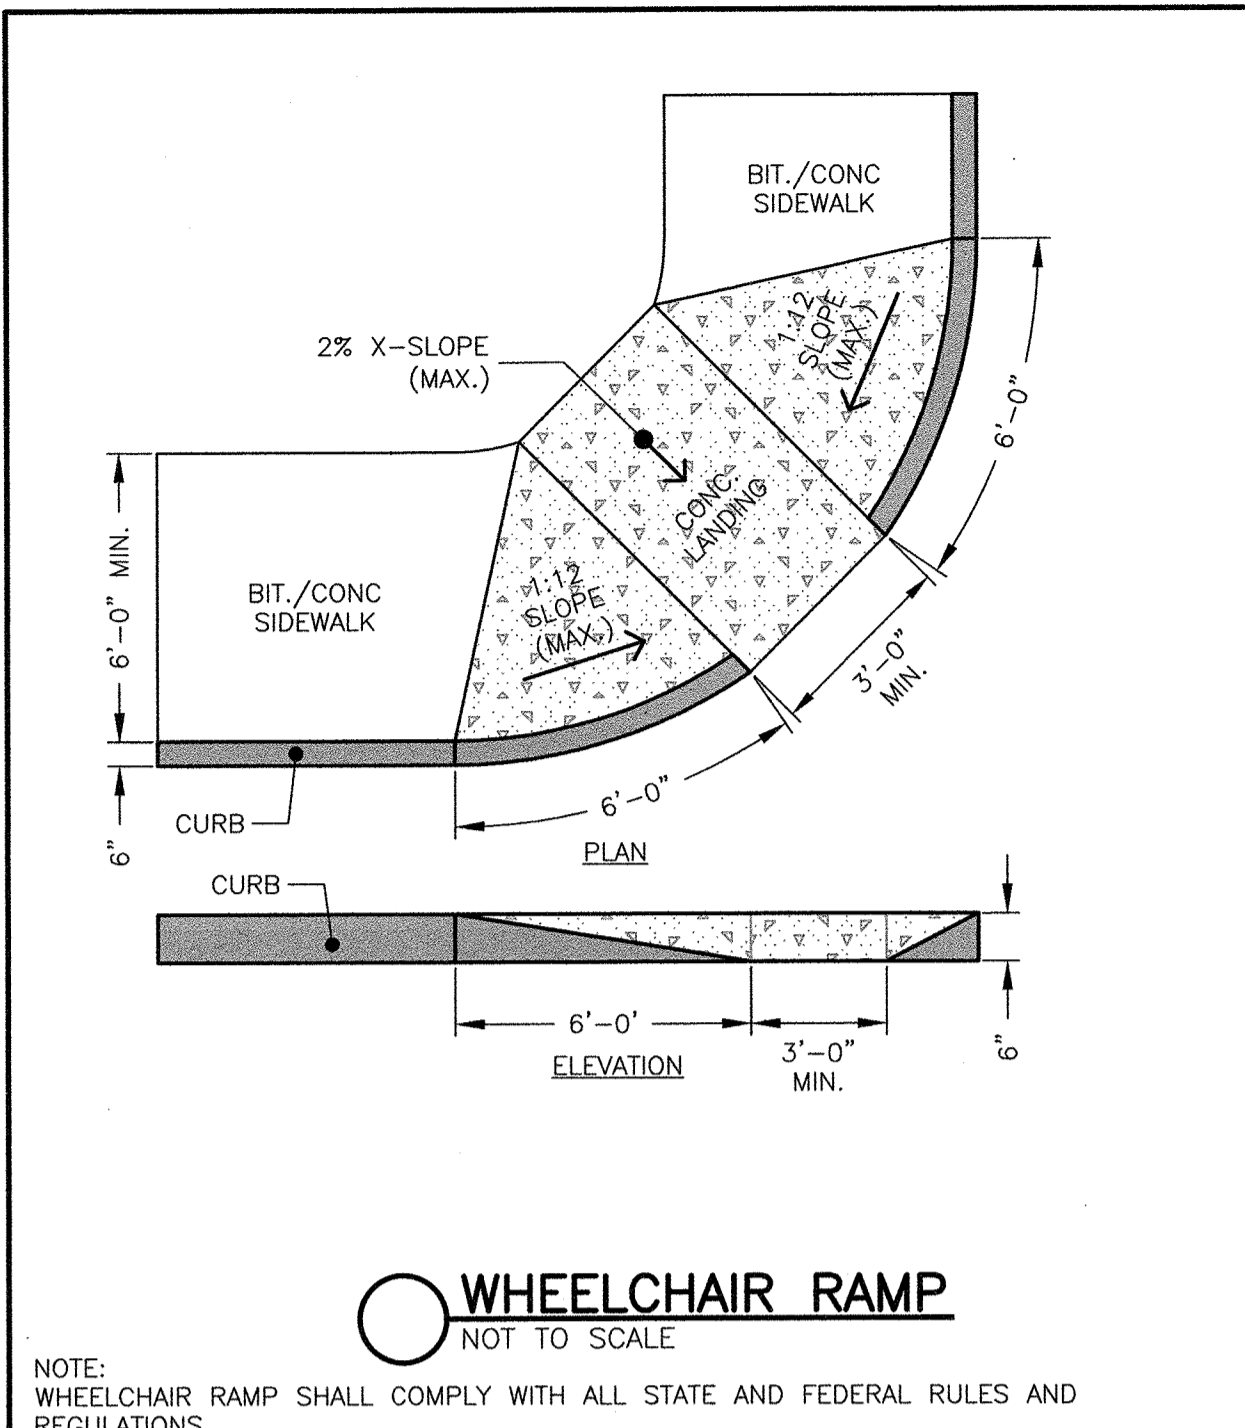 BIT./CONC
SIDEWALK
2% X-SLOPE
(MAX.)
1:12
SLOPE
(MAX.)
6'-0"
CONC.
LANDING
6'-0" MIN.
BIT./CONC
SIDEWALK
1:12
SLOPE
(MAX.)
3'-0"
MIN.
6'-0"
CURB
6"
PLAN
CURB
6'-0'
3'-0"
MIN.
6"
ELEVATION
WHEELCHAIR RAMP
NOT TO SCALE
NOTE:
WHEELCHAIR RAMP SHALL COMPLY WITH ALL STATE AND FEDERAL RULES AND
REGULATIONS